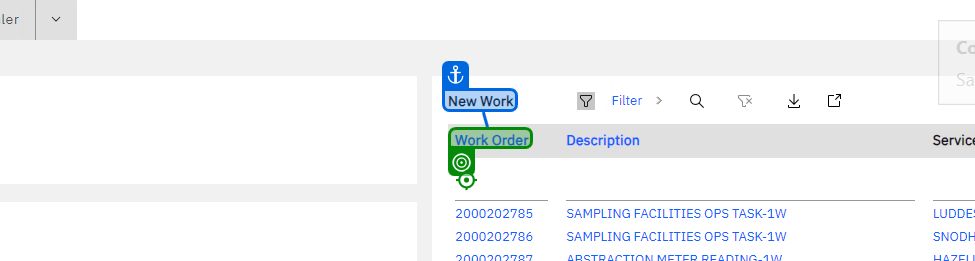 ler
Co
Sa
New Work
Filter
Work Order
Description
Service
2000202785 SAMPLING FACILITIES OPS TASK-1W LUDDES
2000202786 SAMPLING FACILITIES OPS TASK-1W SNODH
2000202787 ABSTRACTION METER READING-1W HAZEL